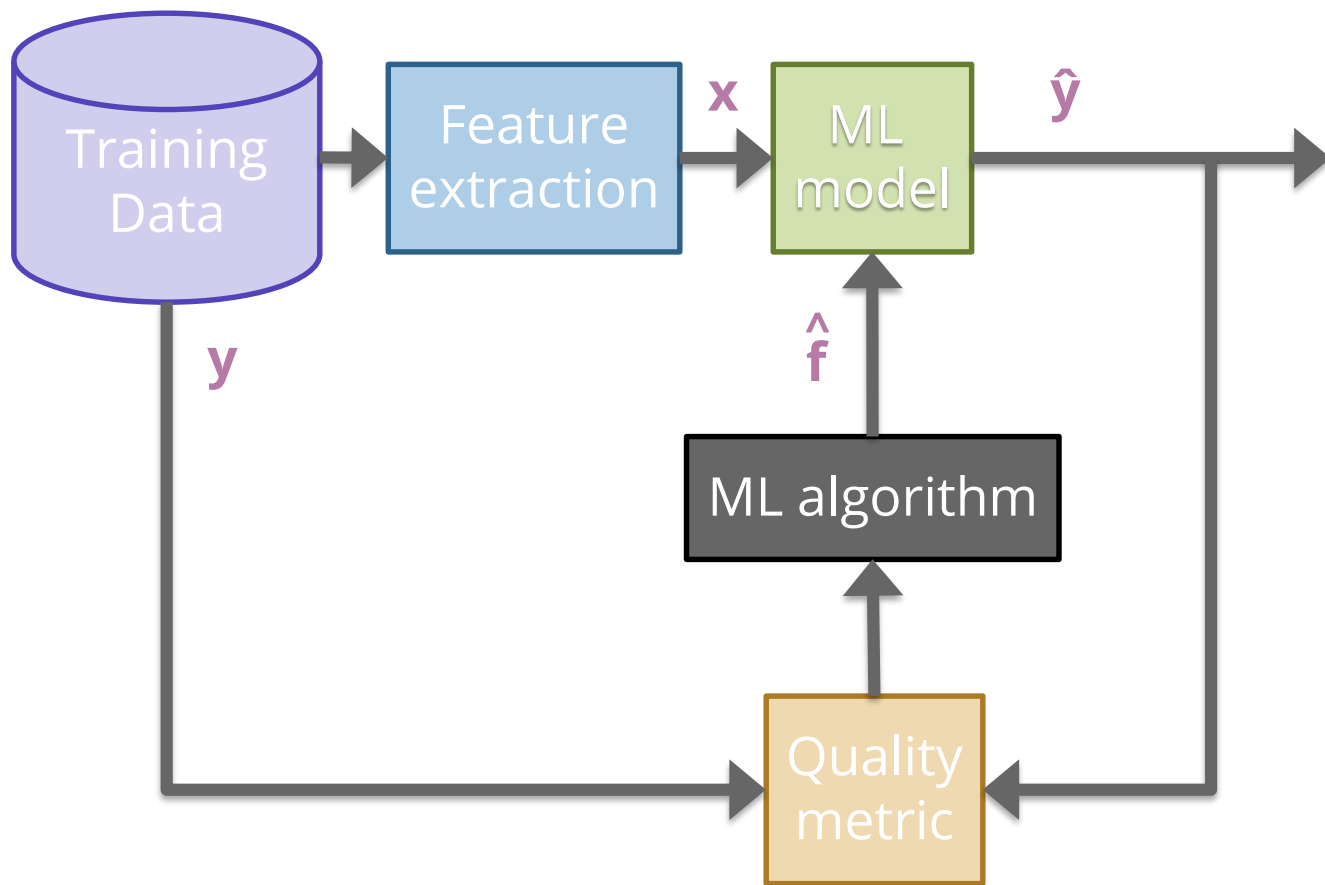 Training
Data
Feature
extraction
x
ML
model
ŷ
y
f̂
ML algorithm
Quality
metric